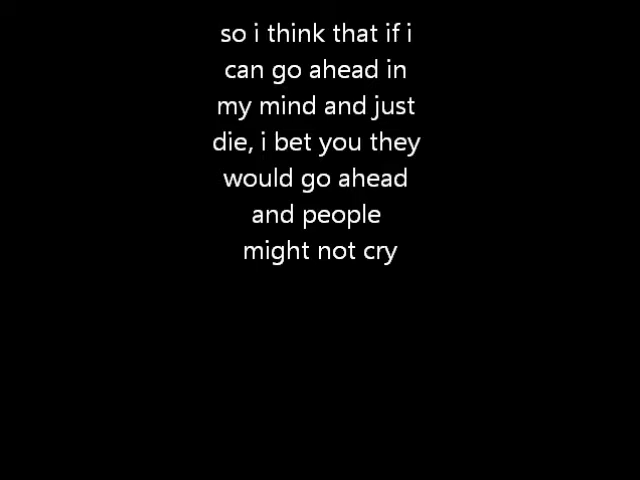 so i think that if i
can go ahead in
my mind and just
die, i bet you they
would go ahead
and people
might not cry